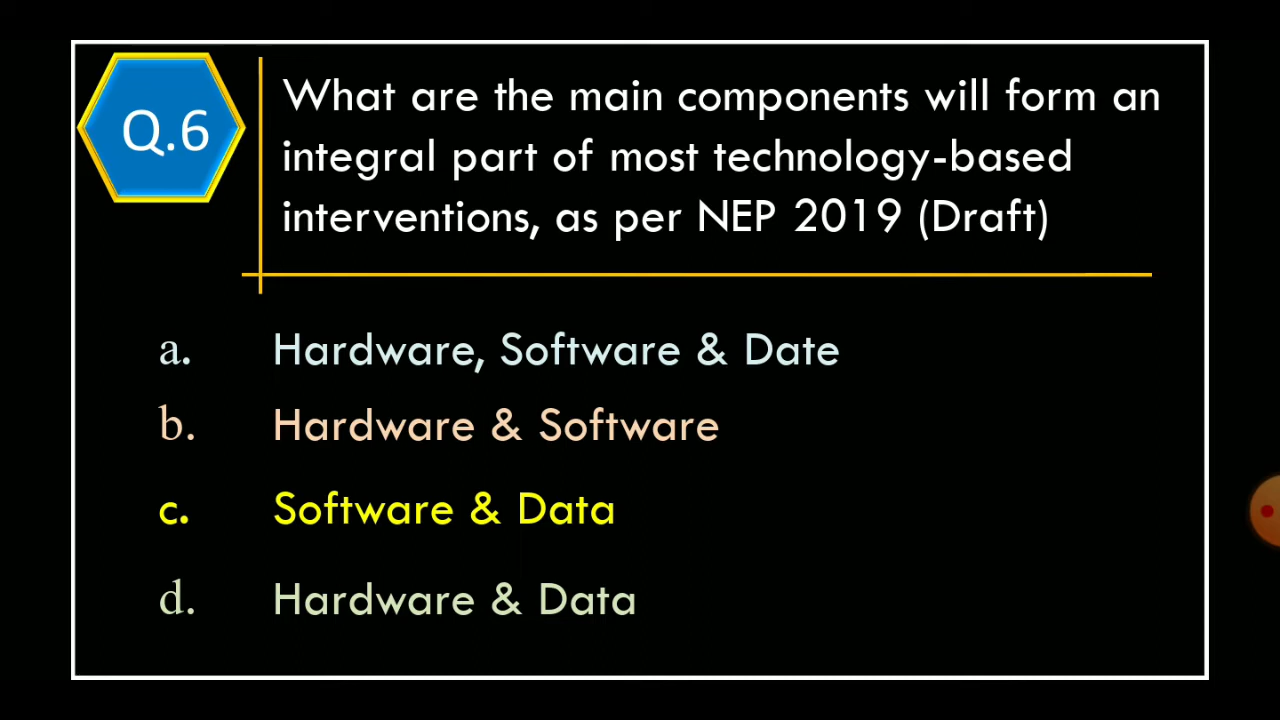 Q.6
What are the main components will form an
integral part of most technology-based
interventions, as per NEP 2019 (Draft)
a. Hardware, Software & Date
b. Hardware & Software
c. Software & Data
d. Hardware & Data